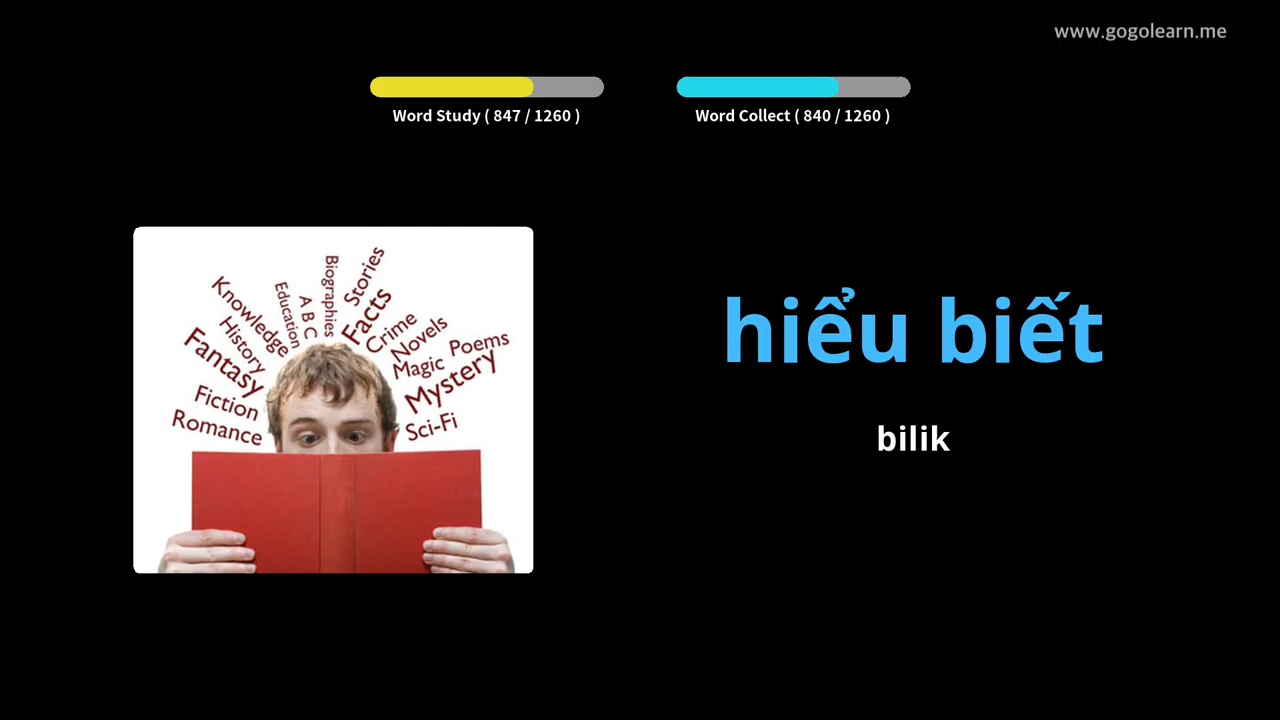 www.gogolearn.me
Word Study ( 847 / 1260 )
Word Collect ( 840 / 1260 )
Knowledge
History
Fantasy
Fiction
Romance
Education
A B C
Biographies
Stories
Facts
Crime
Novels
Magic
Poems
Mystery
Sci-Fi
hiểu biết
bilik